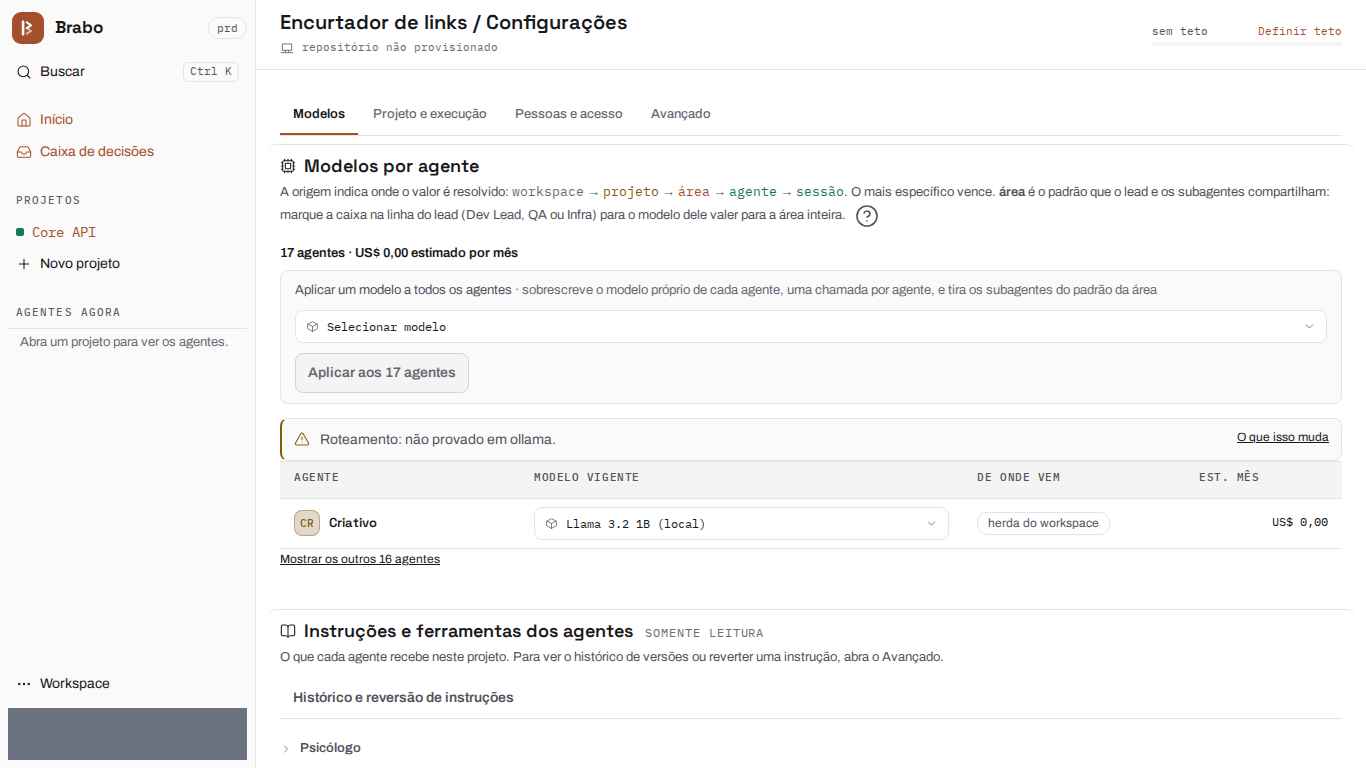 Brabo
prd
Buscar
Ctrl K
Início
Caixa de decisões
PROJETOS
Core API
Novo projeto
AGENTES AGORA
Abra um projeto para ver os agentes.
Workspace
Encurtador de links / Configurações
repositório não provisionado
sem teto
Definir teto
Modelos
Projeto e execução
Pessoas e acesso
Avançado
Modelos por agente
A origem indica onde o valor é resolvido: workspace → projeto → área → agente → sessão. O mais específico vence. área é o padrão que o lead e os subagentes compartilham:
marque a caixa na linha do lead (Dev Lead, QA ou Infra) para o modelo dele valer para a área inteira. ?
17 agentes · US$ 0,00 estimado por mês
Aplicar um modelo a todos os agentes · sobrescreve o modelo próprio de cada agente, uma chamada por agente, e tira os subagentes do padrão da área
Selecionar modelo
Aplicar aos 17 agentes
Roteamento: não provado em ollama.
O que isso muda
AGENTE
MODELO VIGENTE
DE ONDE VEM
EST. MÊS
CR
Criativo
Llama 3.2 1B (local)
herda do workspace
US$ 0,00
Mostrar os outros 16 agentes
Instruções e ferramentas dos agentes
SOMENTE LEITURA
O que cada agente recebe neste projeto. Para ver o histórico de versões ou reverter uma instrução, abra o Avançado.
Histórico e reversão de instruções
Psicólogo